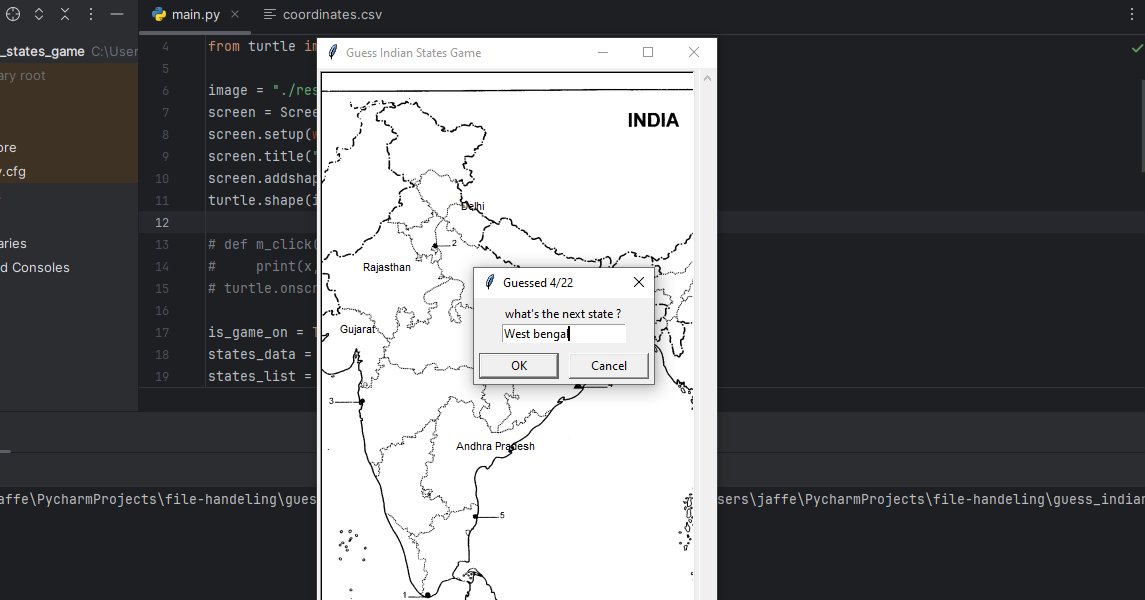 main.py
coordinates.csv
_states_game C:\User
ary root
ore
.cfg
aries
d Consoles
4 from turtle im
5
6 image = "./res
7 screen = Scree
8 screen.setup(
9 screen.title("
10 screen.addshap
11 turtle.shape(i
12
13 # def m_click(
14 # print(x,
15 # turtle.onscr
16
17 is_game_on =
18 states_data =
19 states_list =
Guess Indian States Game
INDIA
Delhi
2
Rajasthan
Gujarat
3
Andhra Pradesh
5
1
Guessed 4/22
what's the next state ?
West bengal
OK
Cancel
affe\PycharmProjects\file-handeling\gues
sers\jaffe\PycharmProjects\file-handeling\guess_indian